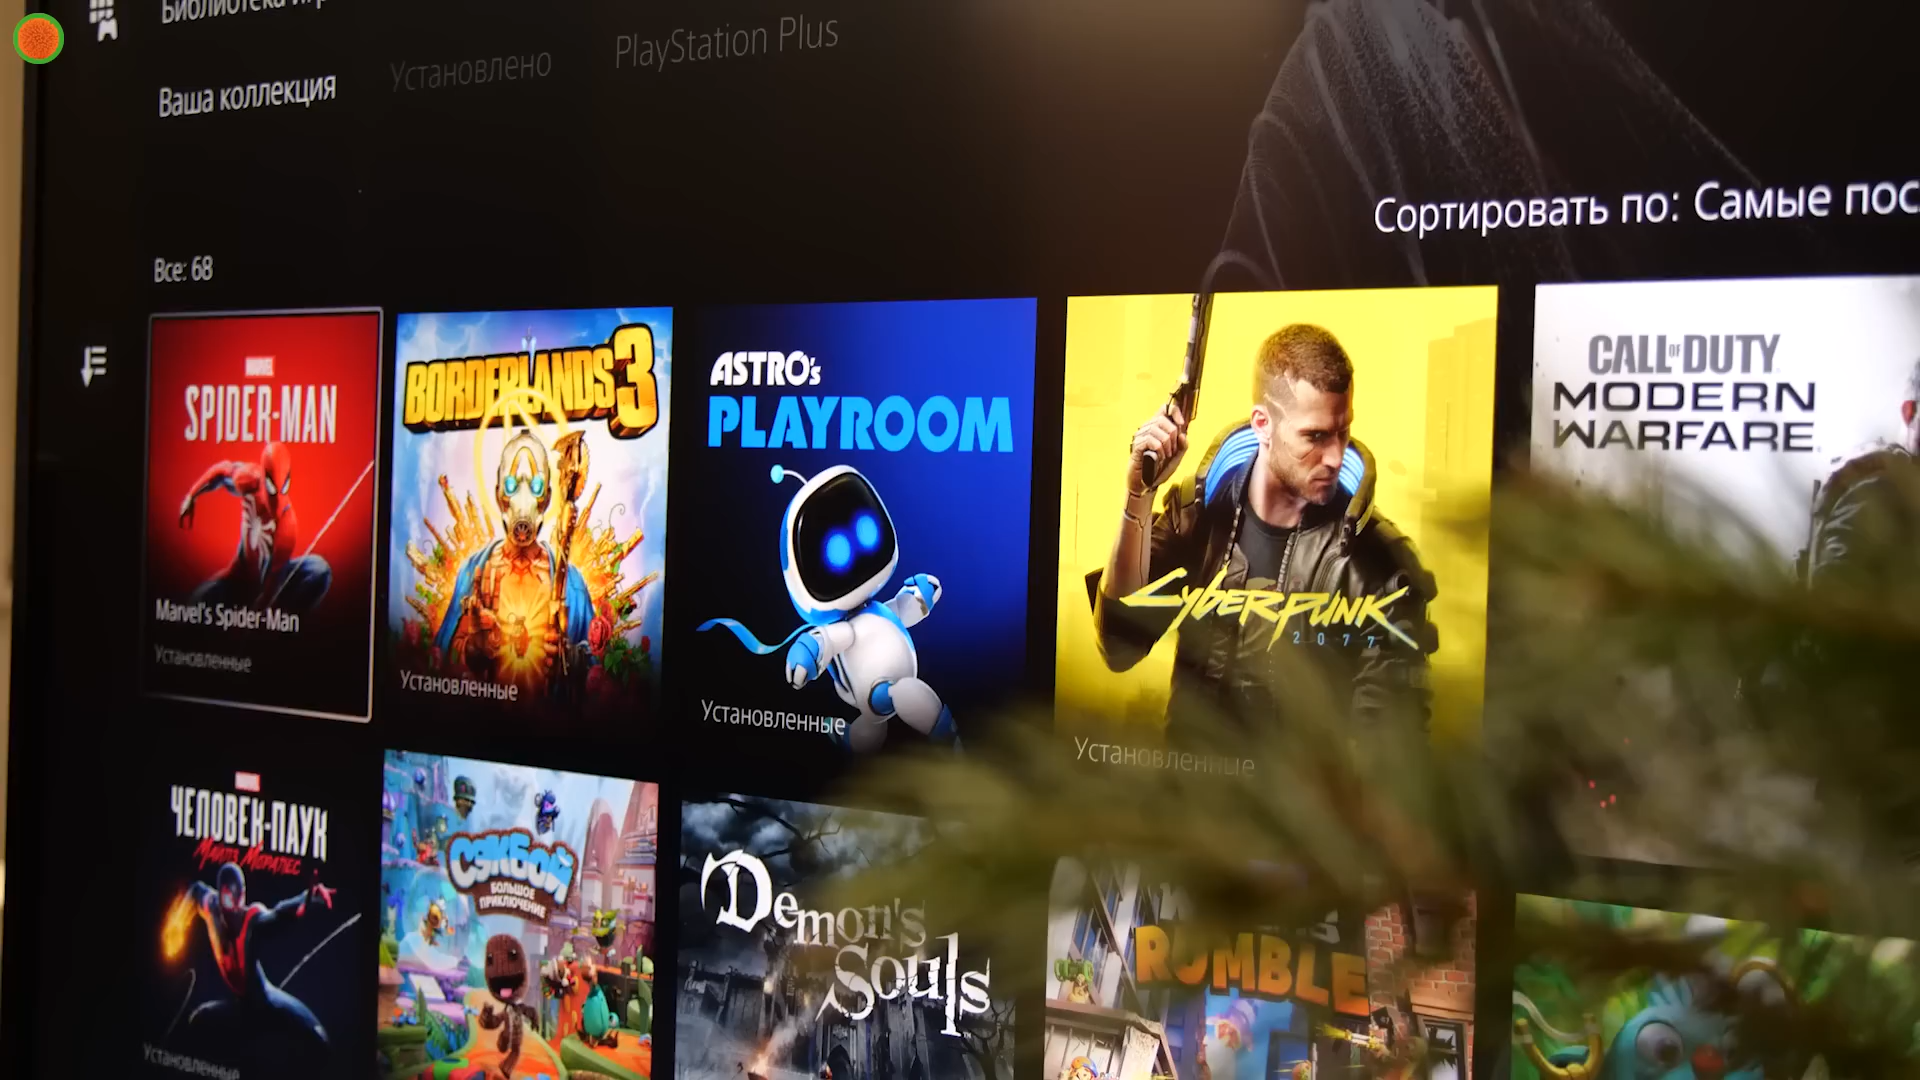 Библиотека игр
Ваша коллекция
Установлено
PlayStation Plus
Сортировать по: Самые пос
Все: 68
MARVEL
SPIDER-MAN
Marvel's Spider-Man
Установленные
BORDERLANDS 3
Установленные
ASTRO's
PLAYROOM
Установленные
CYBERPUNK
2077
Установленные
CALL OF DUTY
MODERN
WARFARE
MARVEL
ЧЕЛОВЕК-ПАУК
Майлз Моралес
Установленные
СЭКБОЙ
БОЛЬШОЕ
ПРИКЛЮЧЕНИЕ
Demon's
Souls
RUMBLE